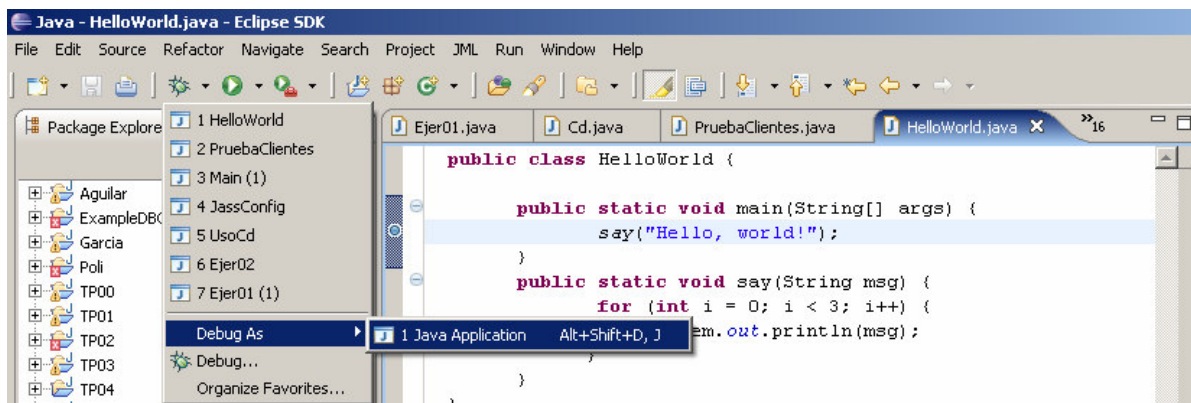 Java - HelloWorld.java - Eclipse SDK
File Edit Source Refactor Navigate Search Project JML Run Window Help
Package Explore
Ejer01.java Cd.java PruebaClientes.java HelloWorld.java 16
1 HelloWorld
2 PruebaClientes
3 Main (1)
4 JassConfig
5 UsoCd
6 Ejer02
7 Ejer01 (1)
Debug As
Debug...
Organize Favorites...
1 Java Application Alt+Shift+D, J
Aguilar
ExampleDBC
Garcia
Poli
TP00
TP01
TP02
TP03
TP04
public class HelloWorld {
public static void main(String[] args) {
say("Hello, world!");
}
public static void say(String msg) {
for (int i = 0; i < 3; i++) {
em.out.println(msg);
}
}